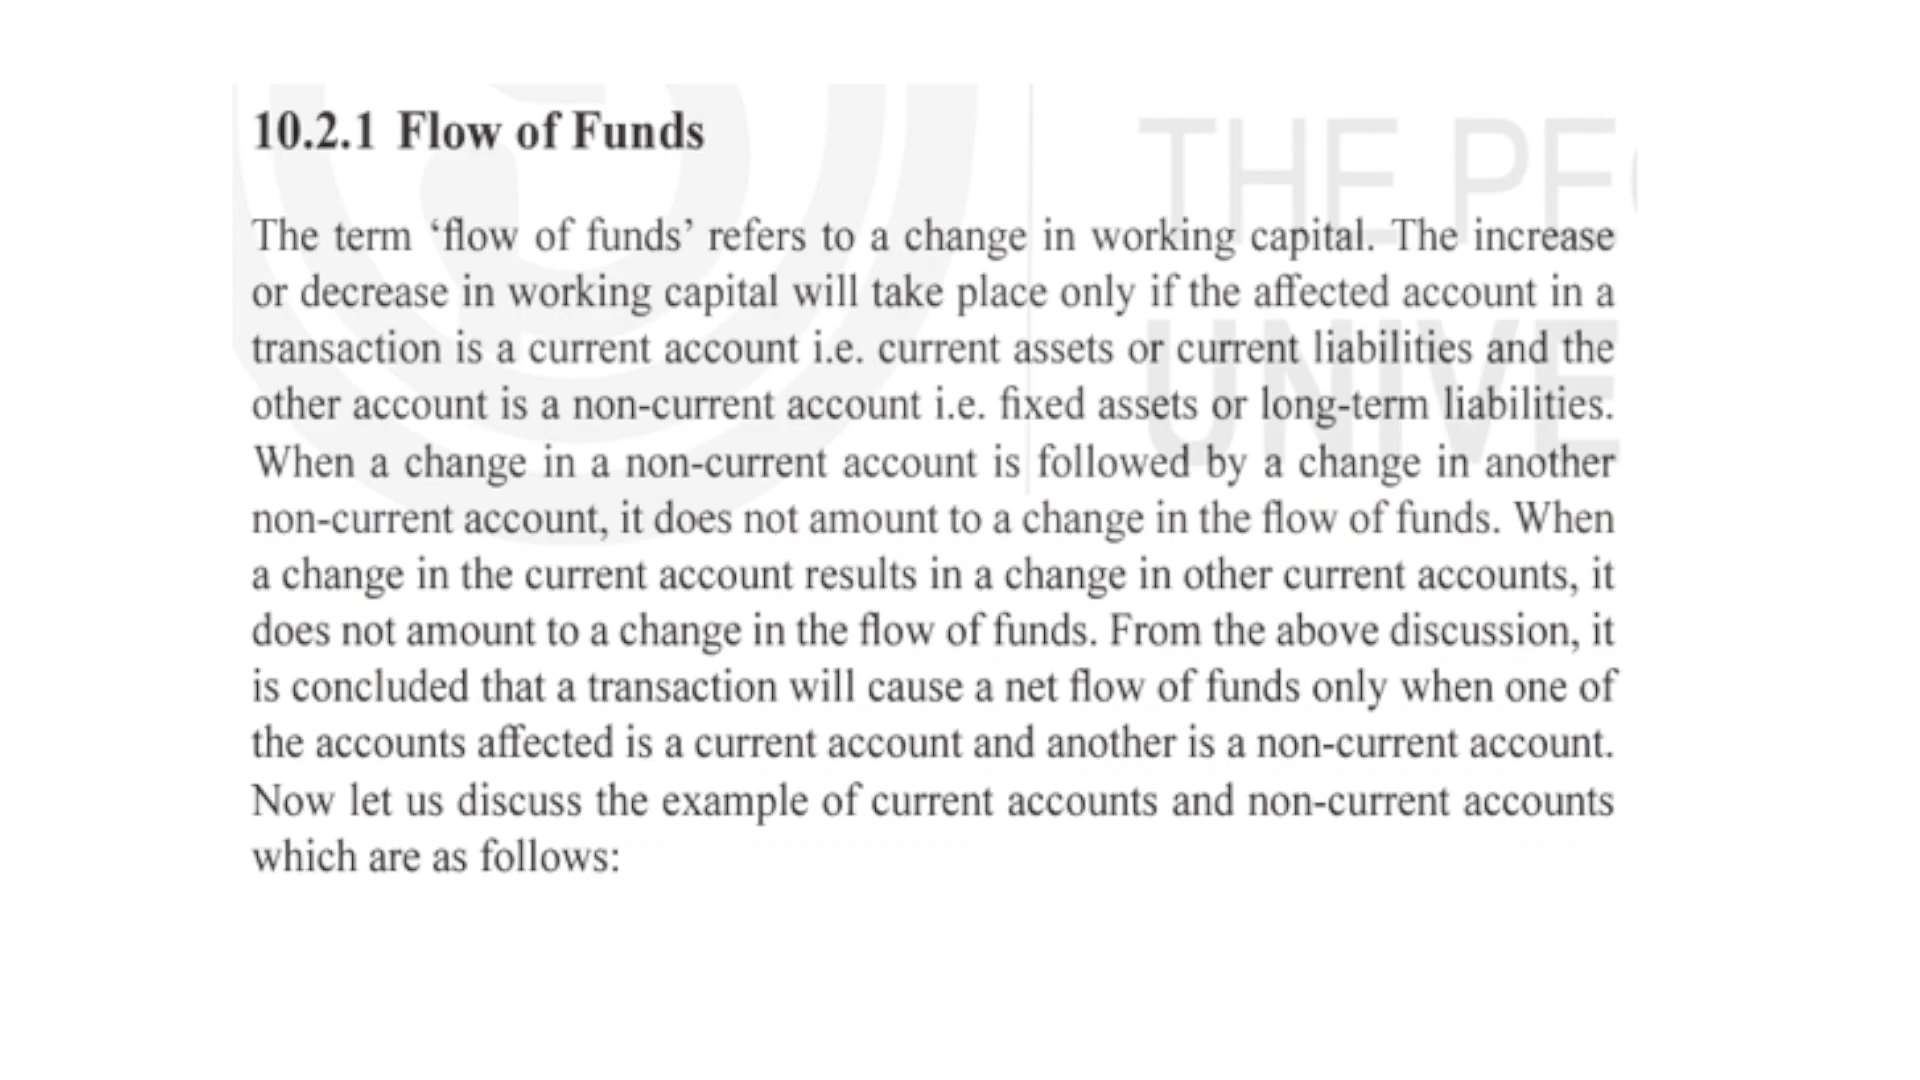 10.2.1 Flow of Funds
THE PE
UNIVE
The term ‘flow of funds’ refers to a change in working capital. The increase
or decrease in working capital will take place only if the affected account in a
transaction is a current account i.e. current assets or current liabilities and the
other account is a non-current account i.e. fixed assets or long-term liabilities.
When a change in a non-current account is followed by a change in another
non-current account, it does not amount to a change in the flow of funds. When
a change in the current account results in a change in other current accounts, it
does not amount to a change in the flow of funds. From the above discussion, it
is concluded that a transaction will cause a net flow of funds only when one of
the accounts affected is a current account and another is a non-current account.
Now let us discuss the example of current accounts and non-current accounts
which are as follows: